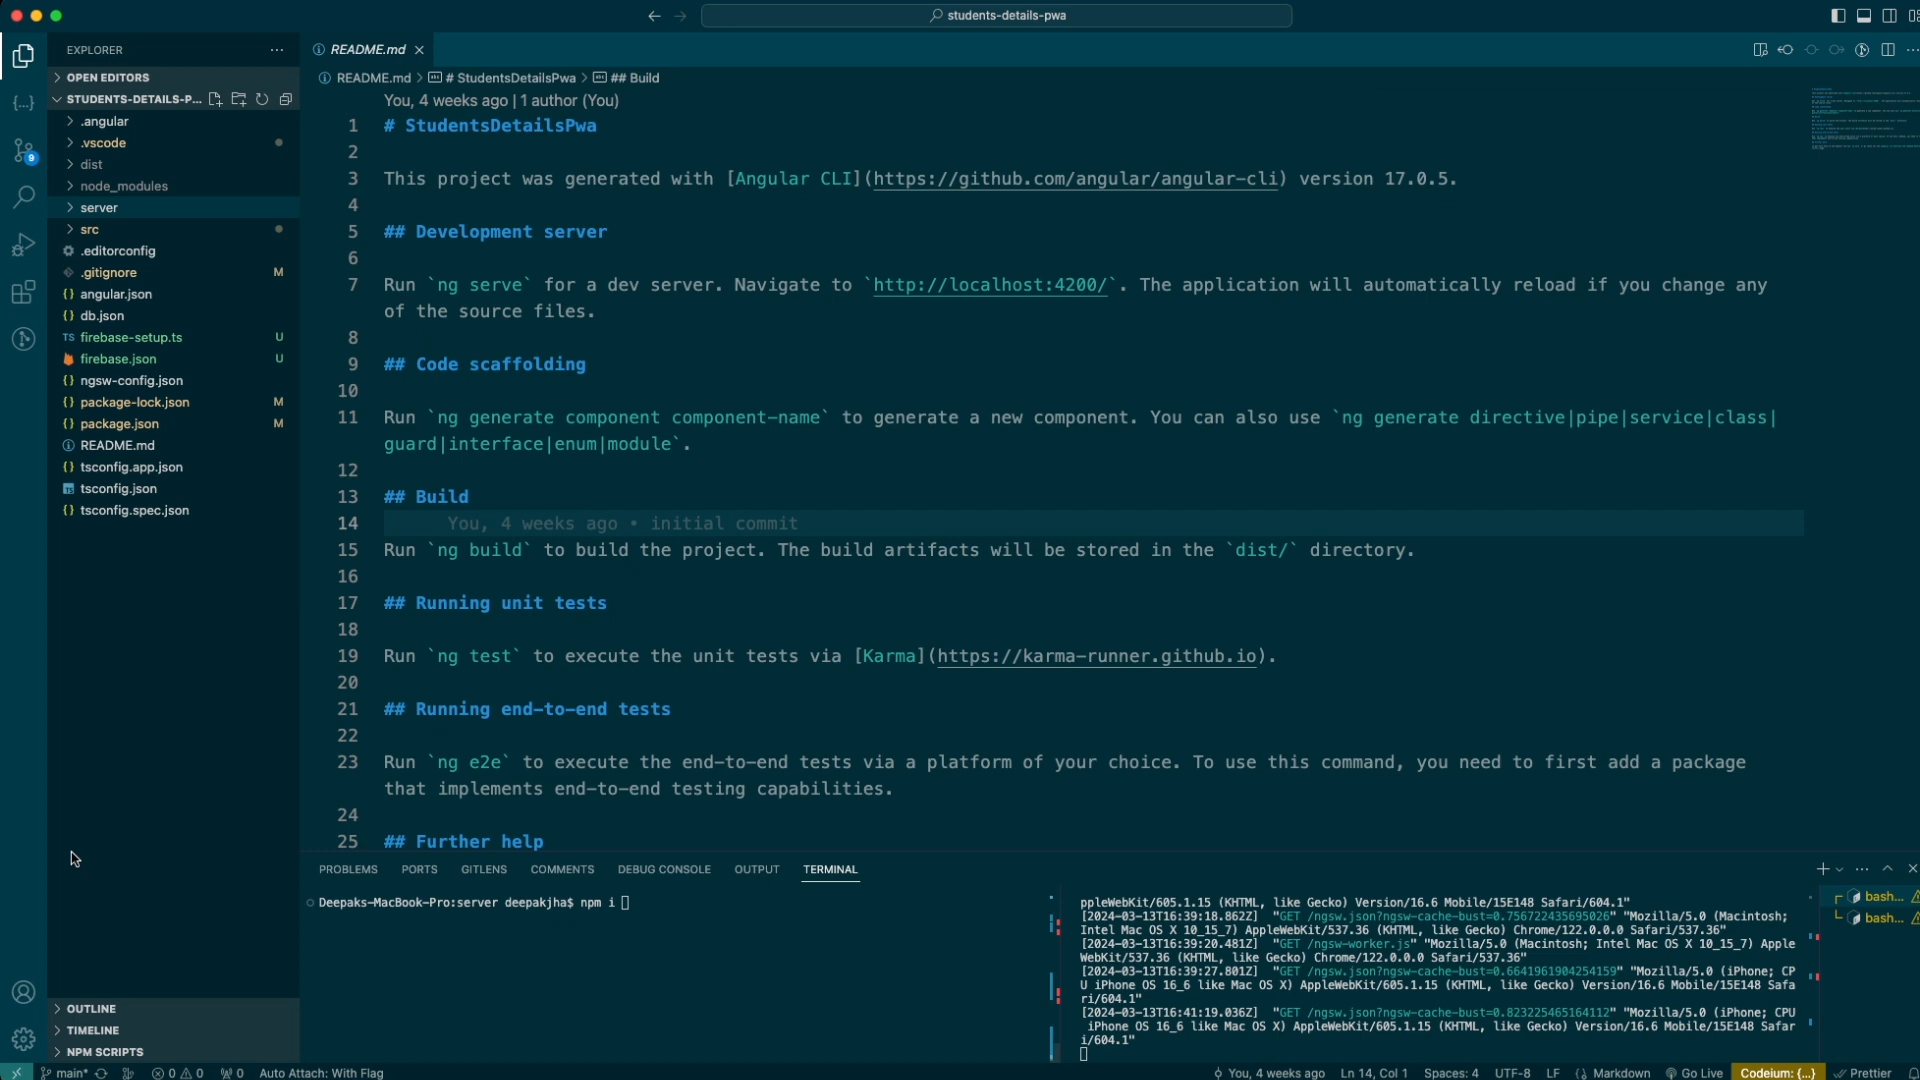 students-details-pwa
EXPLORER
README.md
OPEN EDITORS
README.md > # StudentsDetailsPwa > ## Build
STUDENTS-DETAILS-P...
You, 4 weeks ago | 1 author (You)
.angular
1 # StudentsDetailsPwa
.vscode
2
dist
3 This project was generated with [Angular CLI](https://github.com/angular/angular-cli) version 17.0.5.
node_modules
4
server
5 ## Development server
src
6
.editorconfig
.gitignore M
7 Run `ng serve` for a dev server. Navigate to `http://localhost:4200/`. The application will automatically reload if you change any
of the source files.
angular.json
db.json
8
firebase-setup.ts U
9 ## Code scaffolding
firebase.json U
10
ngsw-config.json
package-lock.json M
11 Run `ng generate component component-name` to generate a new component. You can also use `ng generate directive|pipe|service|class|
guard|interface|enum|module`.
package.json M
README.md
12
tsconfig.app.json
tsconfig.json
13 ## Build
tsconfig.spec.json
14 You, 4 weeks ago • initial commit
15 Run `ng build` to build the project. The build artifacts will be stored in the `dist/` directory.
16
17 ## Running unit tests
18
19 Run `ng test` to execute the unit tests via [Karma](https://karma-runner.github.io).
20
21 ## Running end-to-end tests
22
23 Run `ng e2e` to execute the end-to-end tests via a platform of your choice. To use this command, you need to first add a package
that implements end-to-end testing capabilities.
24
25 ## Further help
PROBLEMS PORTS GITLENS COMMENTS DEBUG CONSOLE OUTPUT TERMINAL
Deepaks-MacBook-Pro:server deepakjha$ npm i
ppleWebKit/605.1.15 (KHTML, like Gecko) Version/16.6 Mobile/15E148 Safari/604.1"
[2024-03-13T16:39:18.862Z] "GET /ngsw.json?ngsw-cache-bust=0.756722435695026" "Mozilla/5.0 (Macintosh;
Intel Mac OS X 10_15_7) AppleWebKit/537.36 (KHTML, like Gecko) Chrome/122.0.0.0 Safari/537.36"
[2024-03-13T16:39:20.481Z] "GET /ngsw-worker.js" "Mozilla/5.0 (Macintosh; Intel Mac OS X 10_15_7) Apple
WebKit/537.36 (KHTML, like Gecko) Chrome/122.0.0.0 Safari/537.36"
[2024-03-13T16:39:27.801Z] "GET /ngsw.json?ngsw-cache-bust=0.6641961904254159" "Mozilla/5.0 (iPhone; CP
U iPhone OS 16_6 like Mac OS X) AppleWebKit/605.1.15 (KHTML, like Gecko) Version/16.6 Mobile/15E148 Safa
ri/604.1"
[2024-03-13T16:41:19.036Z] "GET /ngsw.json?ngsw-cache-bust=0.823225465164112" "Mozilla/5.0 (iPhone; CPU
iPhone OS 16_6 like Mac OS X) AppleWebKit/605.1.15 (KHTML, like Gecko) Version/16.6 Mobile/15E148 Safar
i/604.1"
bash...
bash...
OUTLINE
TIMELINE
NPM SCRIPTS
9
main* 0 0 0 Auto Attach: With Flag You, 4 weeks ago Ln 14, Col 1 Spaces: 4 UTF-8 LF Markdown Go Live Codeium: {...} Prettier